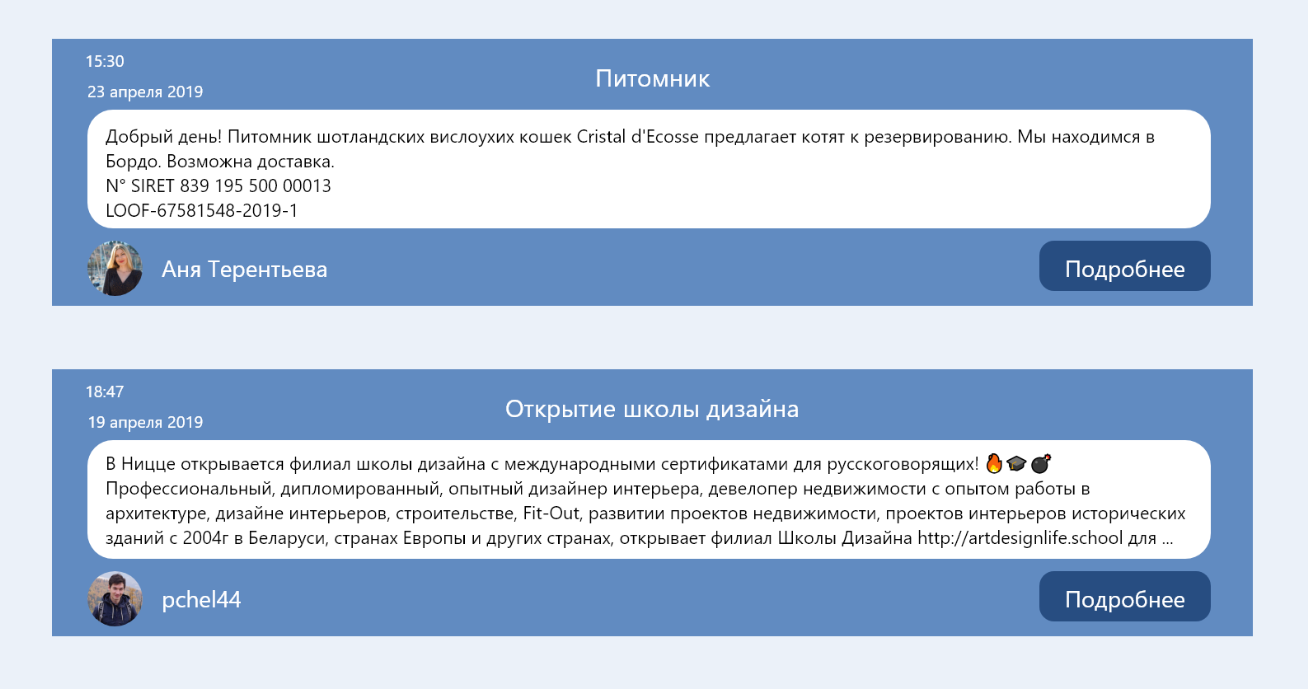 15:30
23 апреля 2019
Питомник
Добрый день! Питомник шотландских вислоухих кошек Cristal d'Ecosse предлагает котят к резервированию. Мы находимся в
Бордо. Возможна доставка.
N° SIRET 839 195 500 00013
LOOF-67581548-2019-1
Аня Терентьева
Подробнее
18:47
19 апреля 2019
Открытие школы дизайна
В Ницце открывается филиал школы дизайна с международными сертификатами для русскоговорящих! 🔥🎓💣
Профессиональный, дипломированный, опытный дизайнер интерьера, девелопер недвижимости с опытом работы в
архитектуре, дизайне интерьеров, строительстве, Fit-Out, развитии проектов недвижимости, проектов интерьеров исторических
зданий с 2004г в Беларуси, странах Европы и других странах, открывает филиал Школы Дизайна http://artdesignlife.school для ...
pchel44
Подробнее